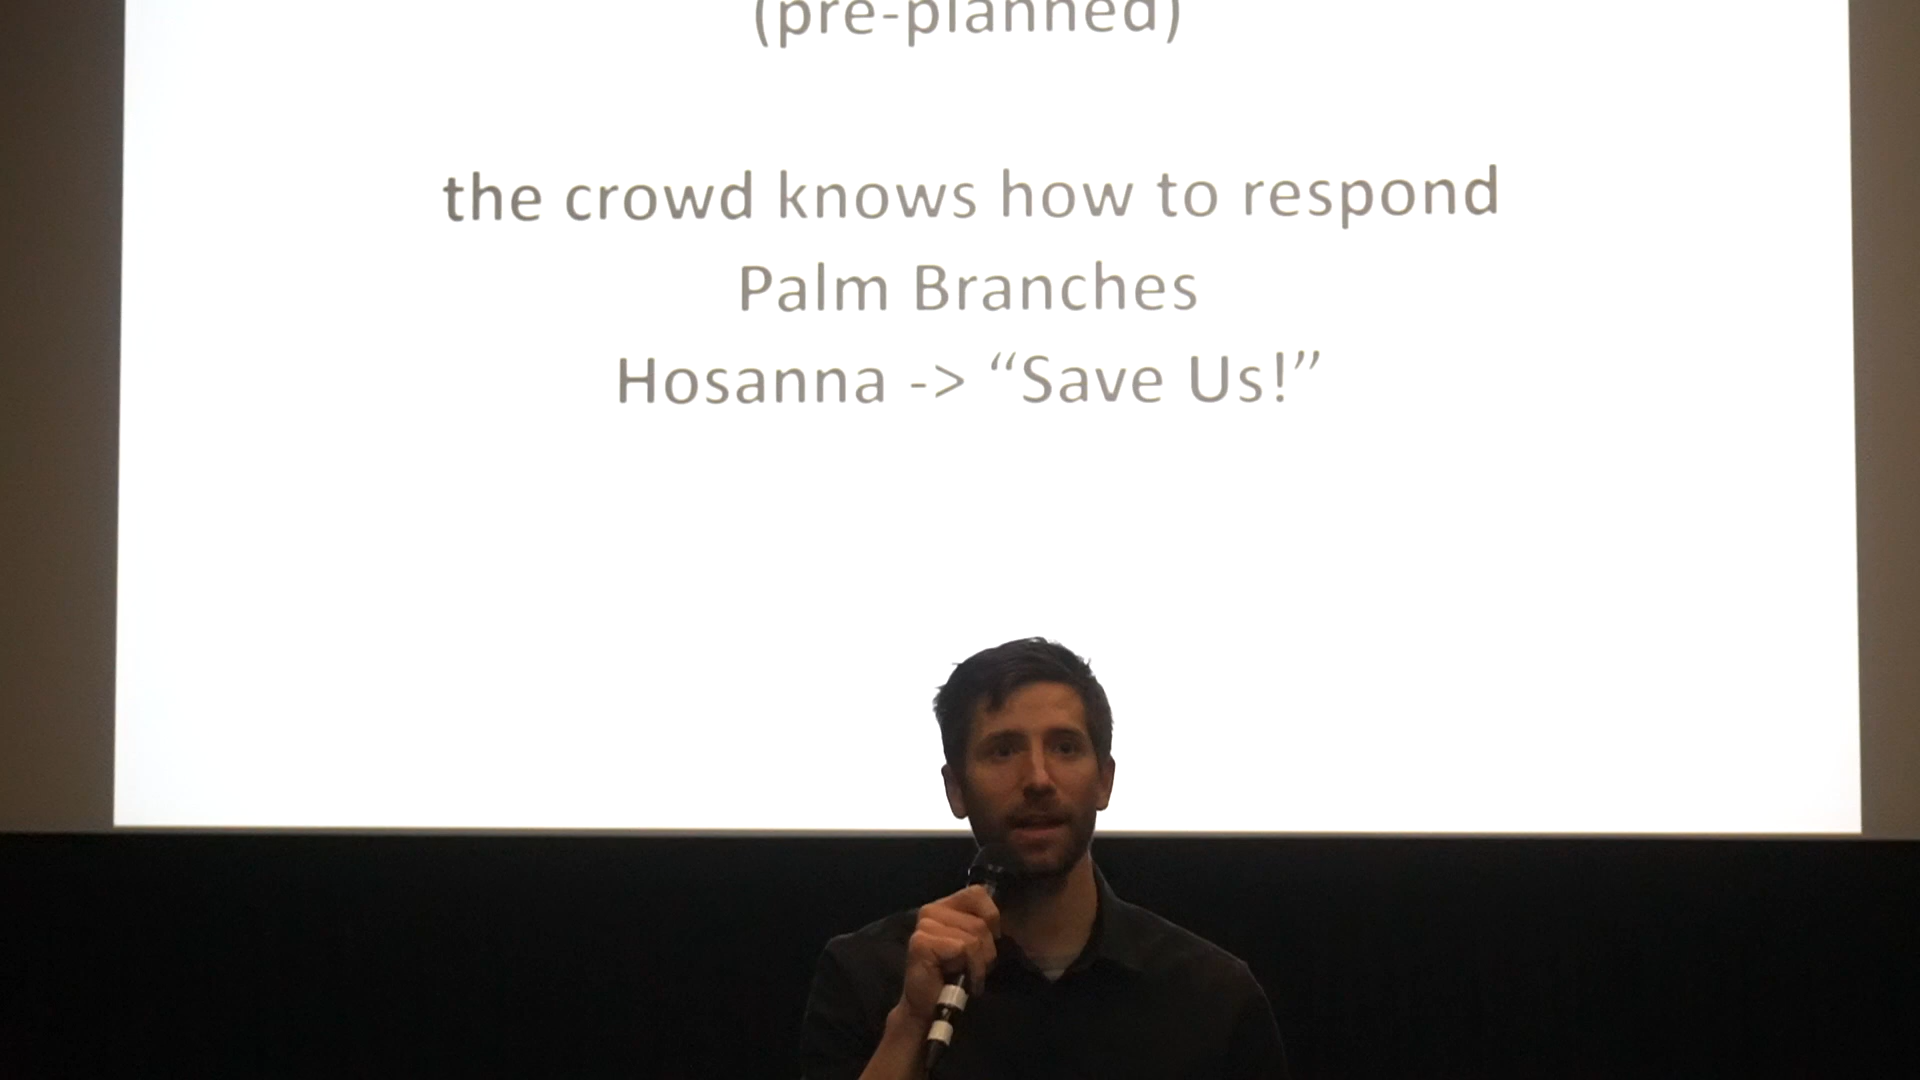 (pre-planned)
the crowd knows how to respond
Palm Branches
Hosanna -> “Save Us!”